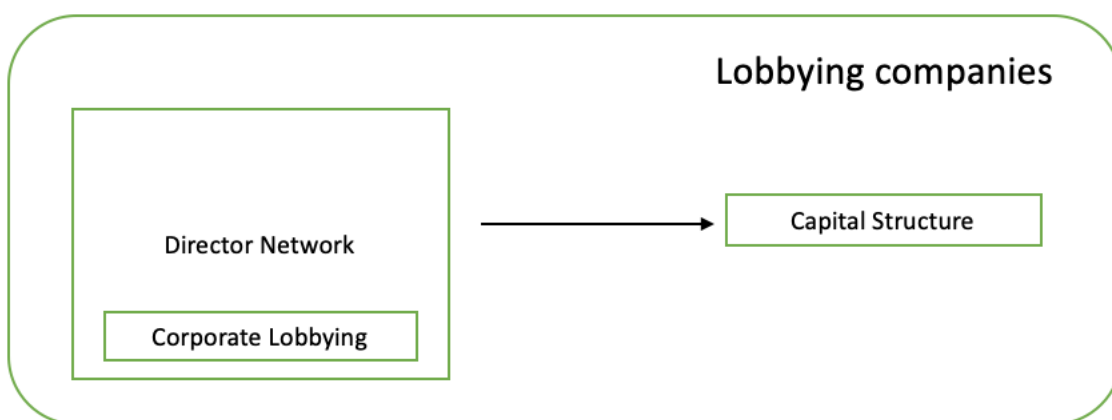 Lobbying companies
Director Network
Corporate Lobbying
Capital Structure